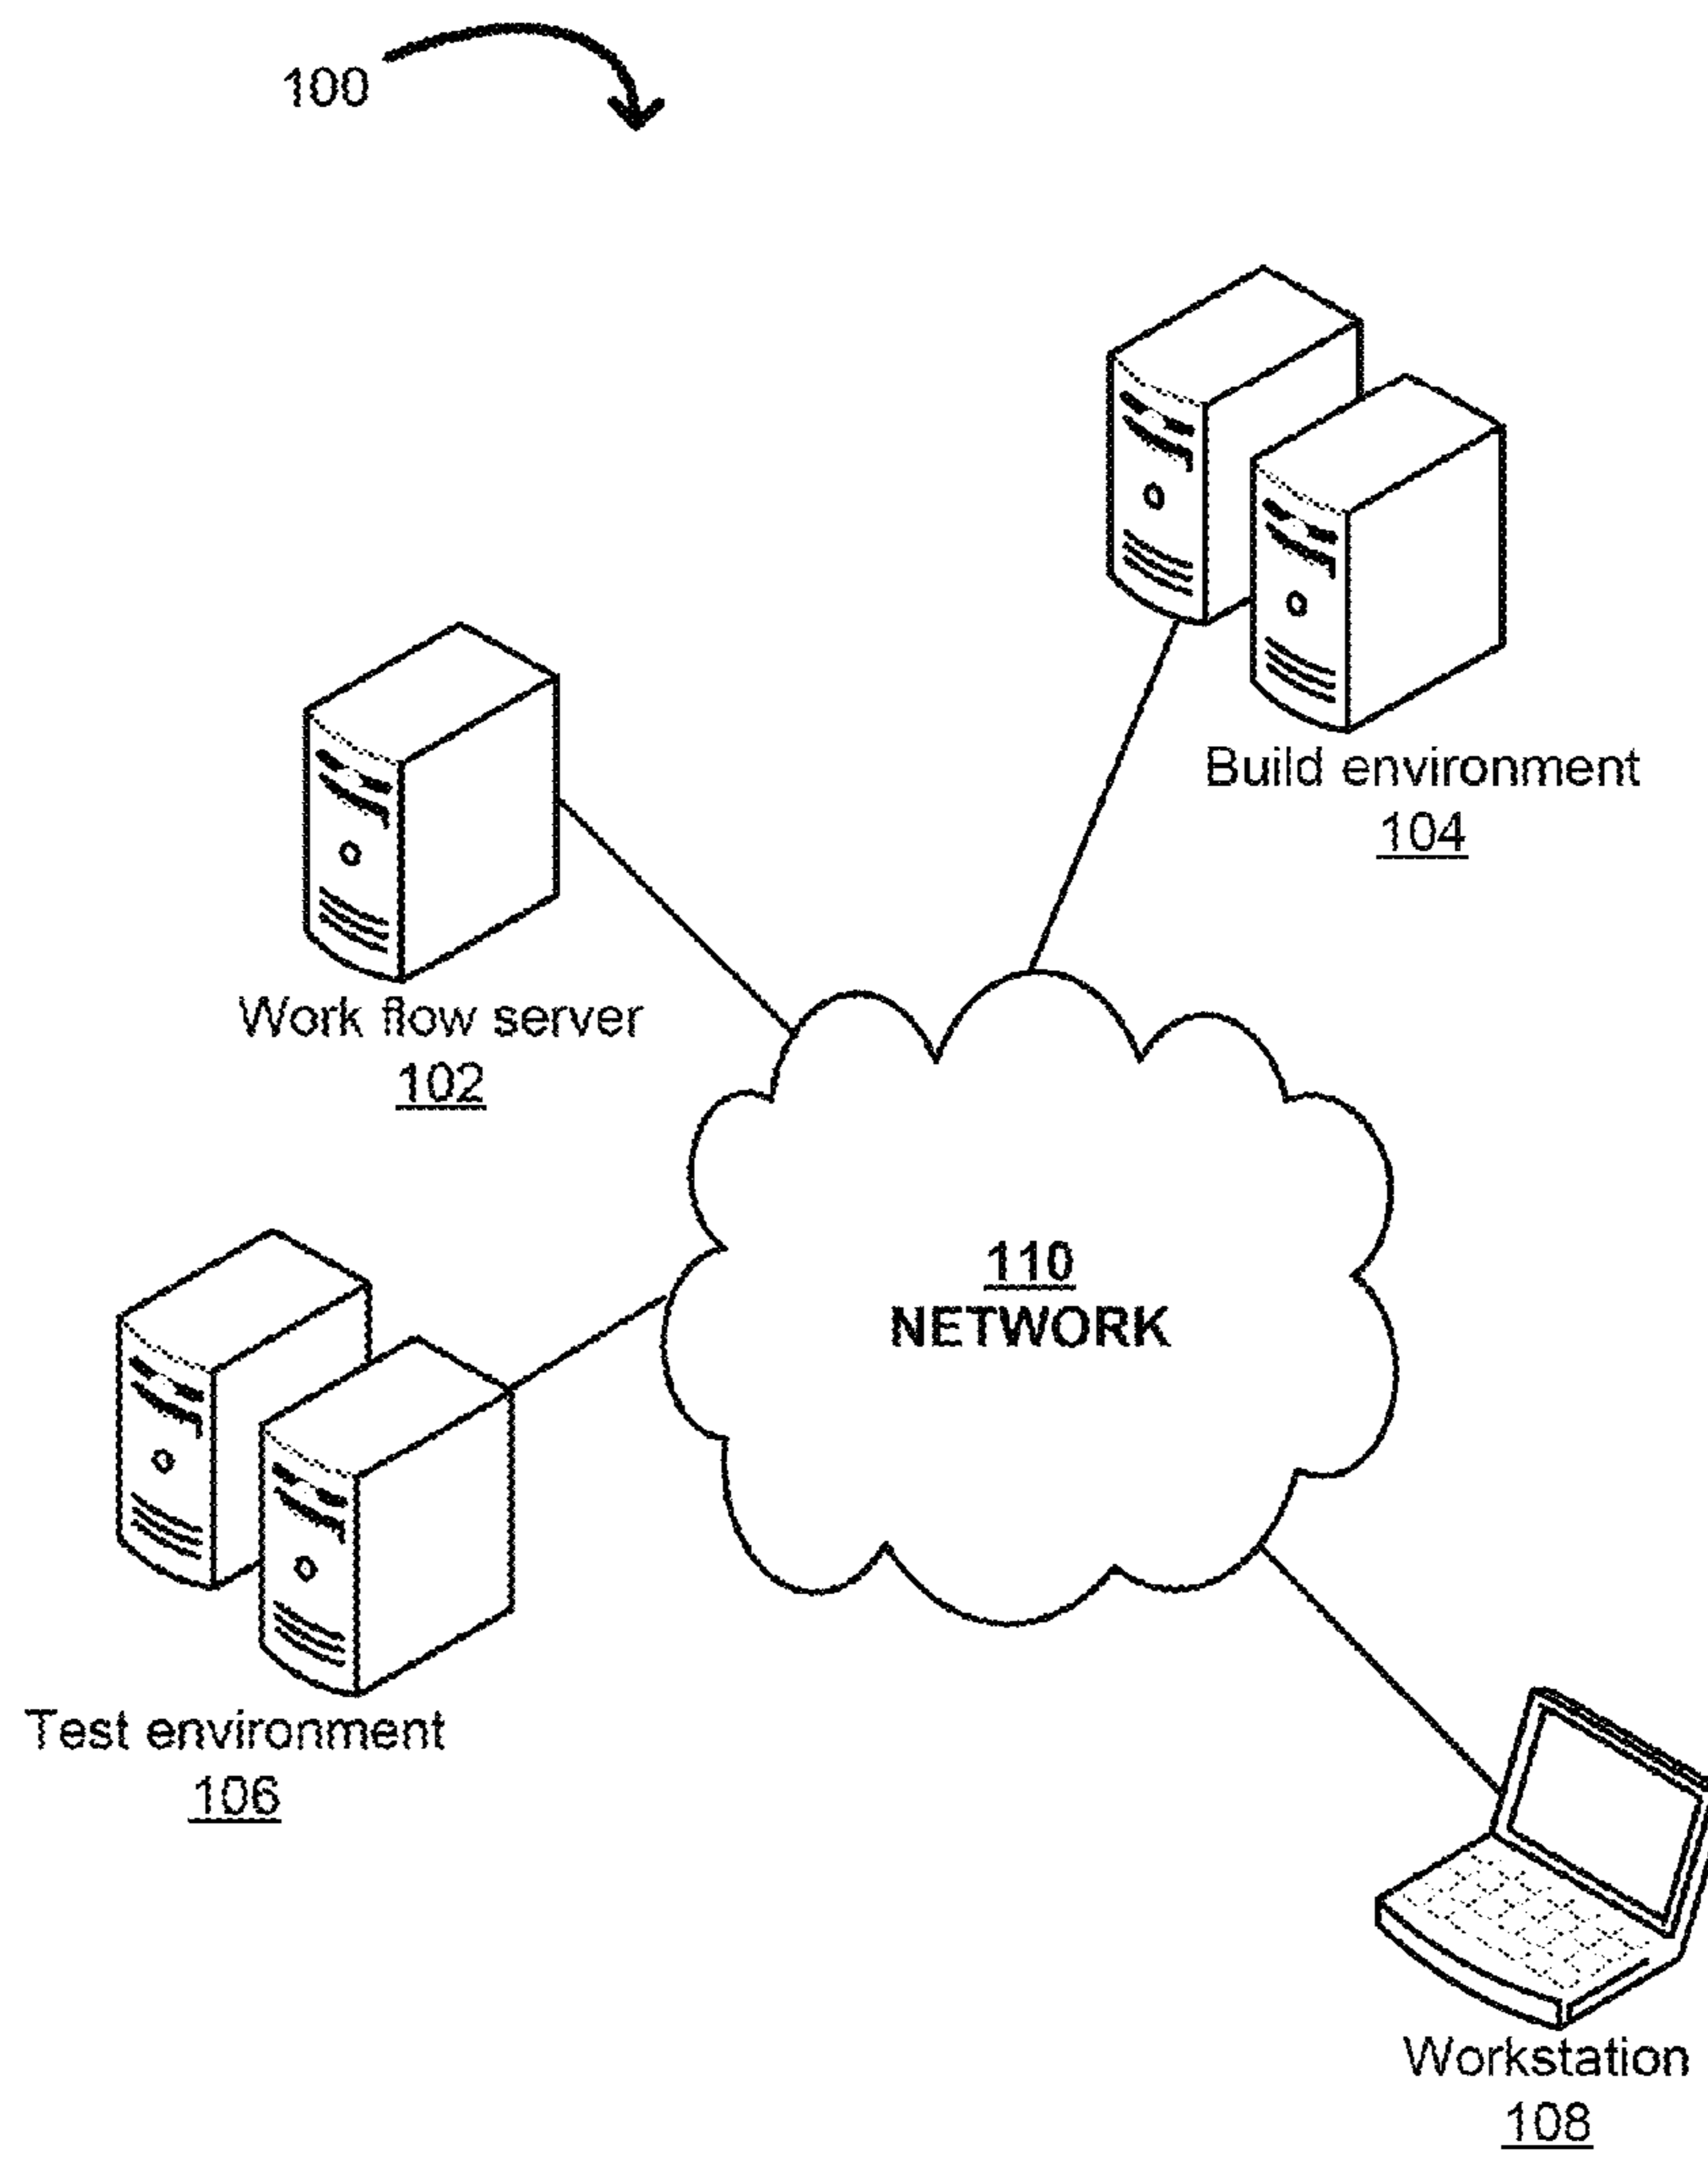 100
Build environment
104
Work flow server
102
110
NETWORK
Test environment
106
Workstation
108